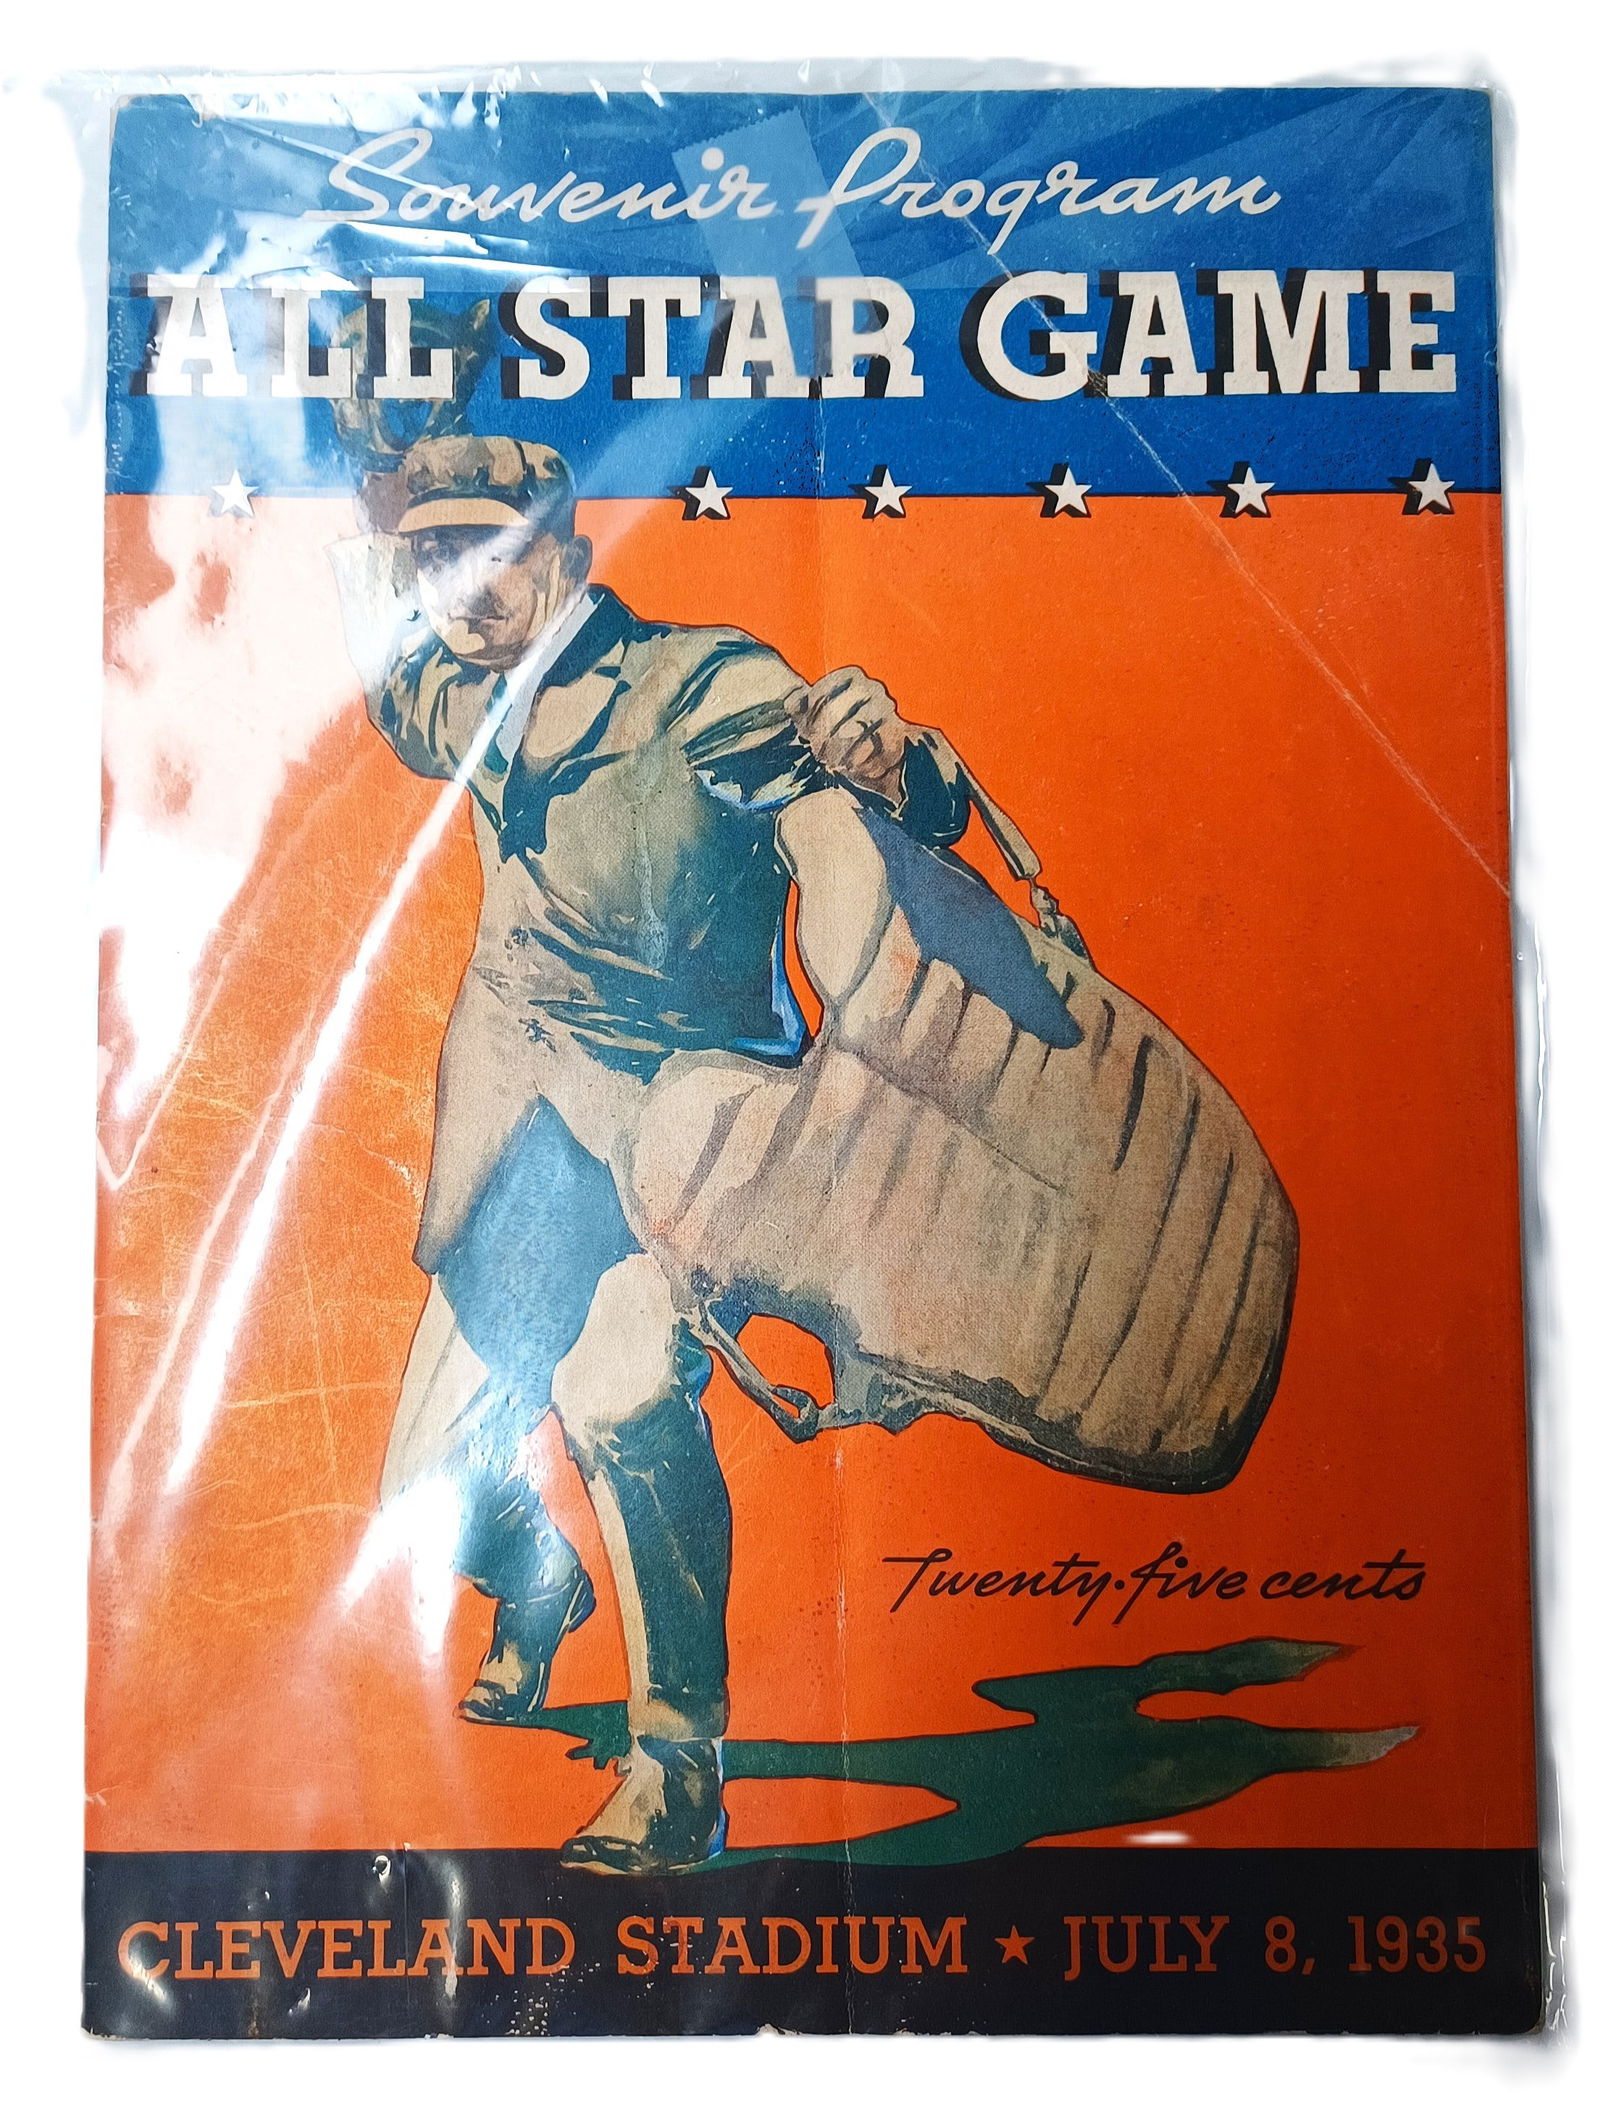 Souvenir Program
ALL STAR GAME
Twenty-five cents
CLEVELAND STADIUM ★ JULY 8, 1935